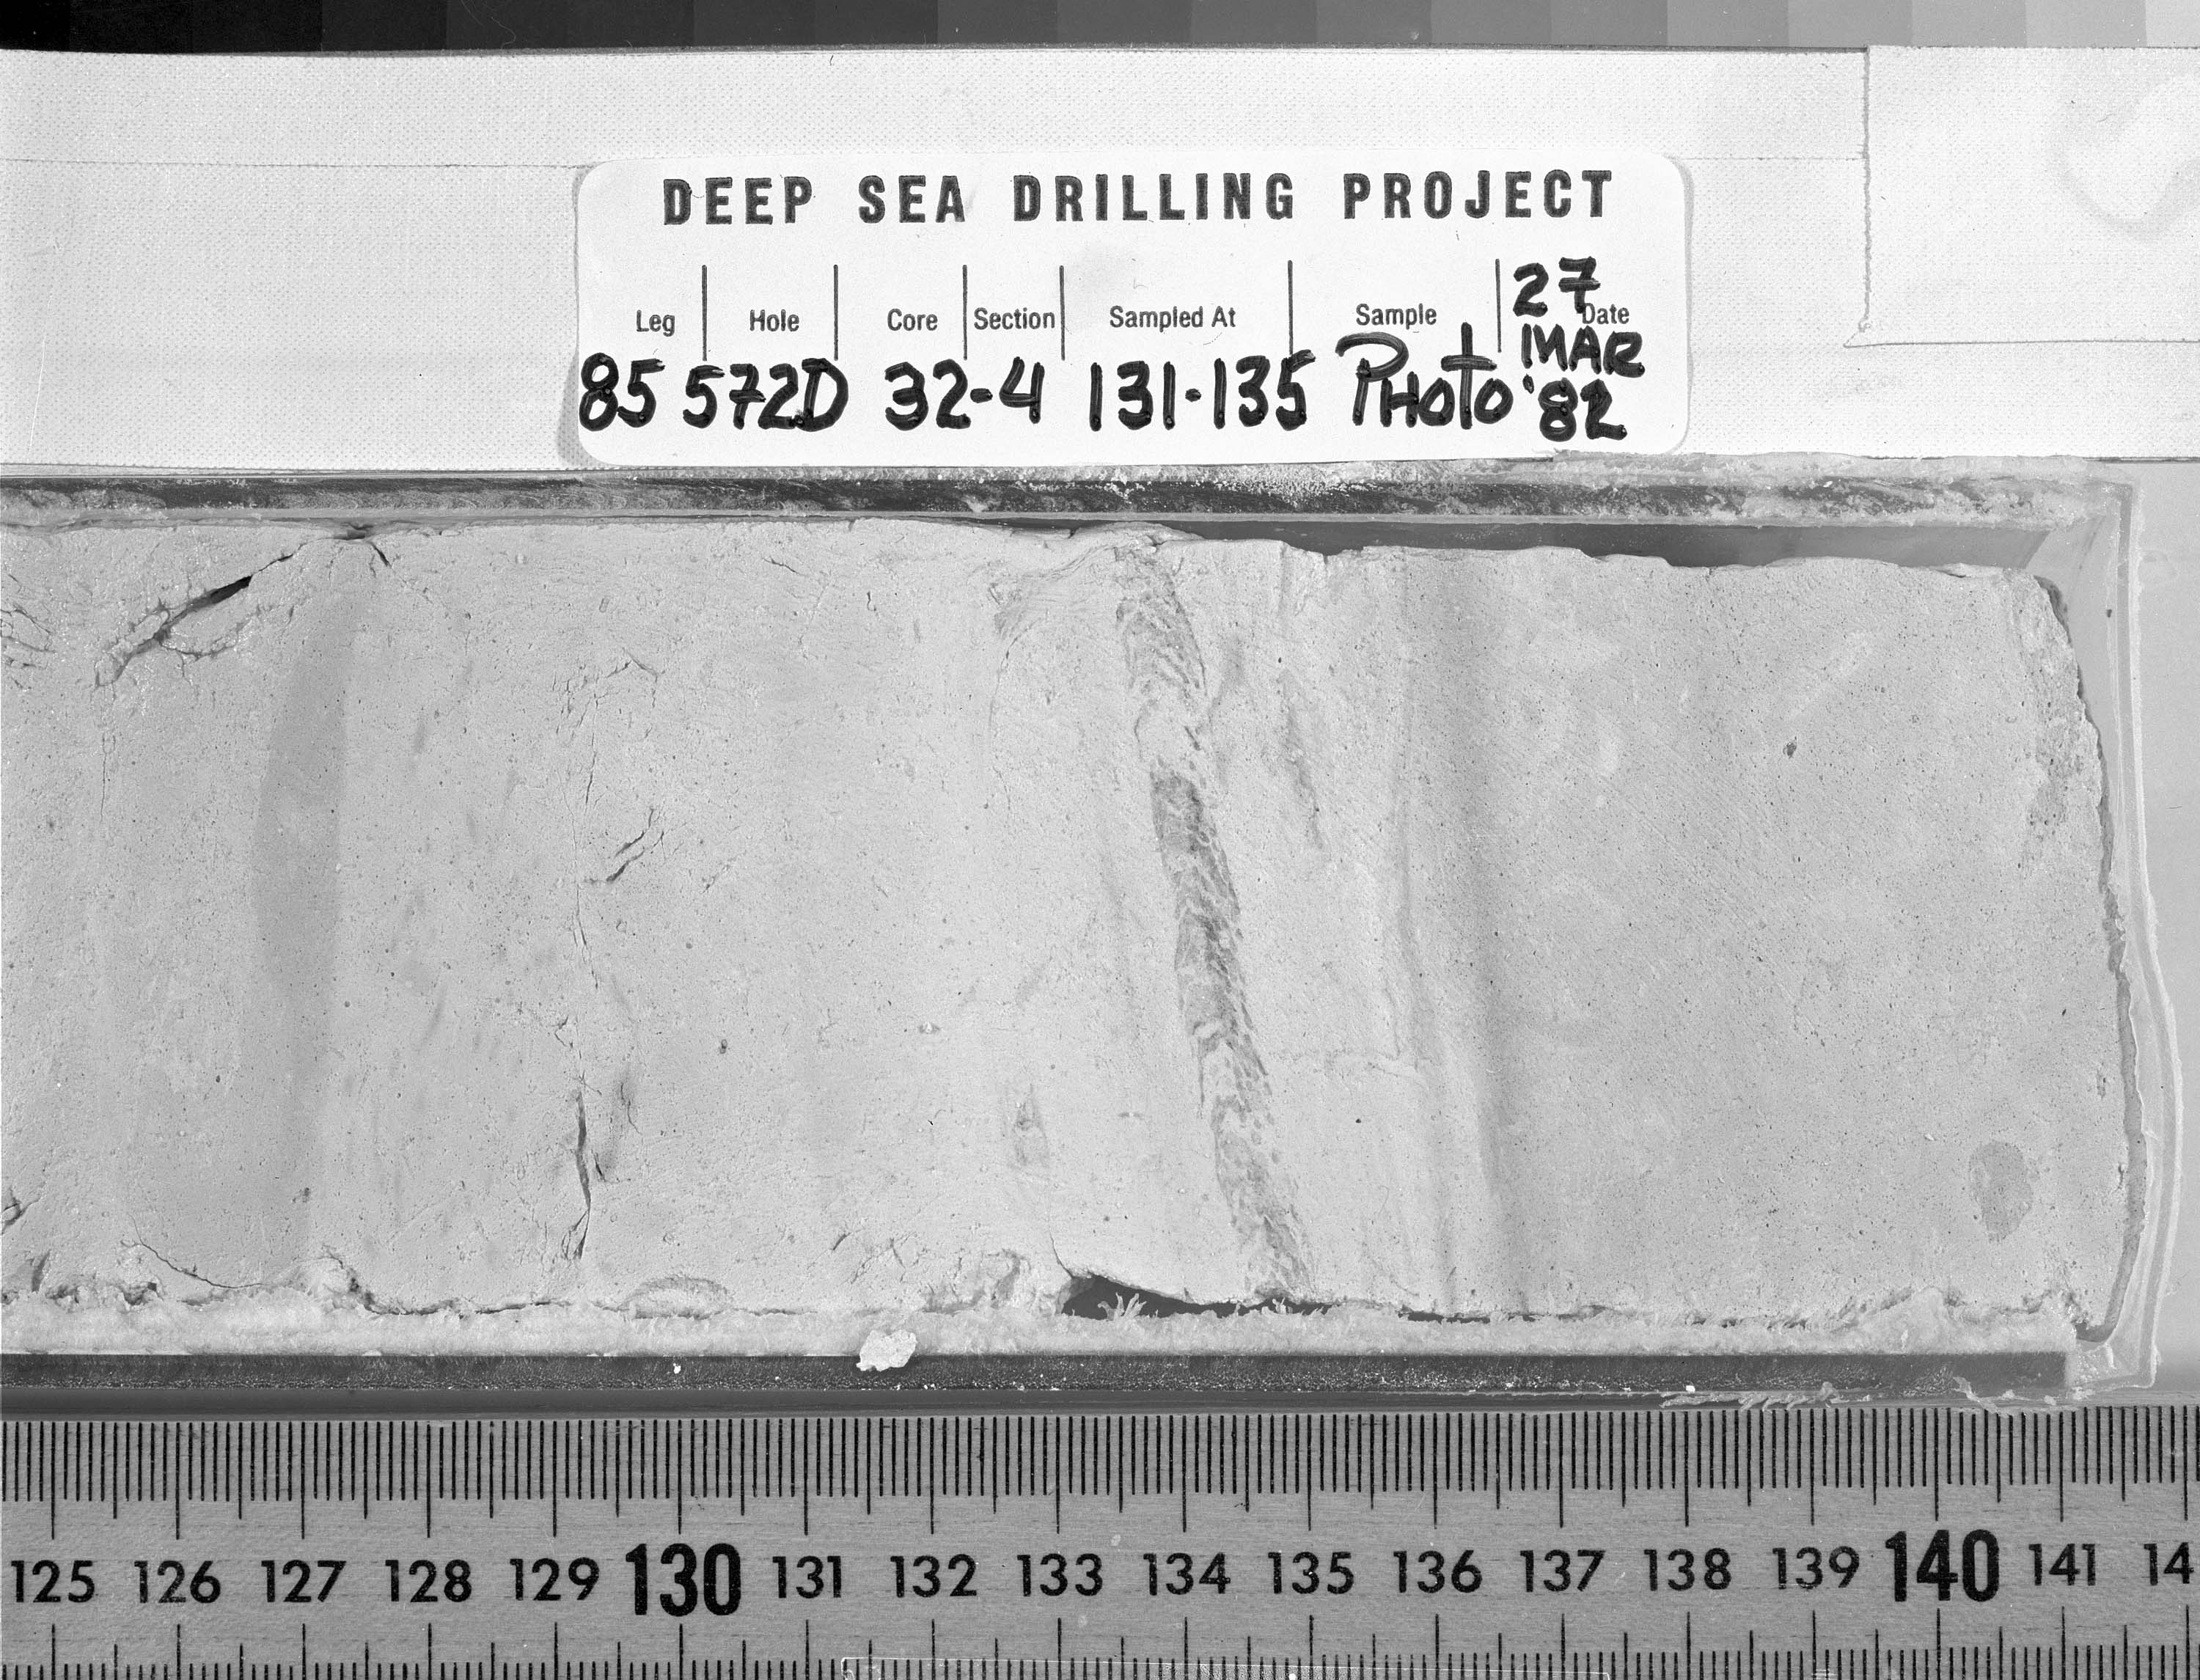 DEEP SEA DRILLING PROJECT
Leg Hole Core Section Sampled At Sample Date
85 572D 32-4 131-135 PHOTO 27 MAR '82
125 126 127 128 129 130 131 132 133 134 135 136 137 138 139 140 141 14